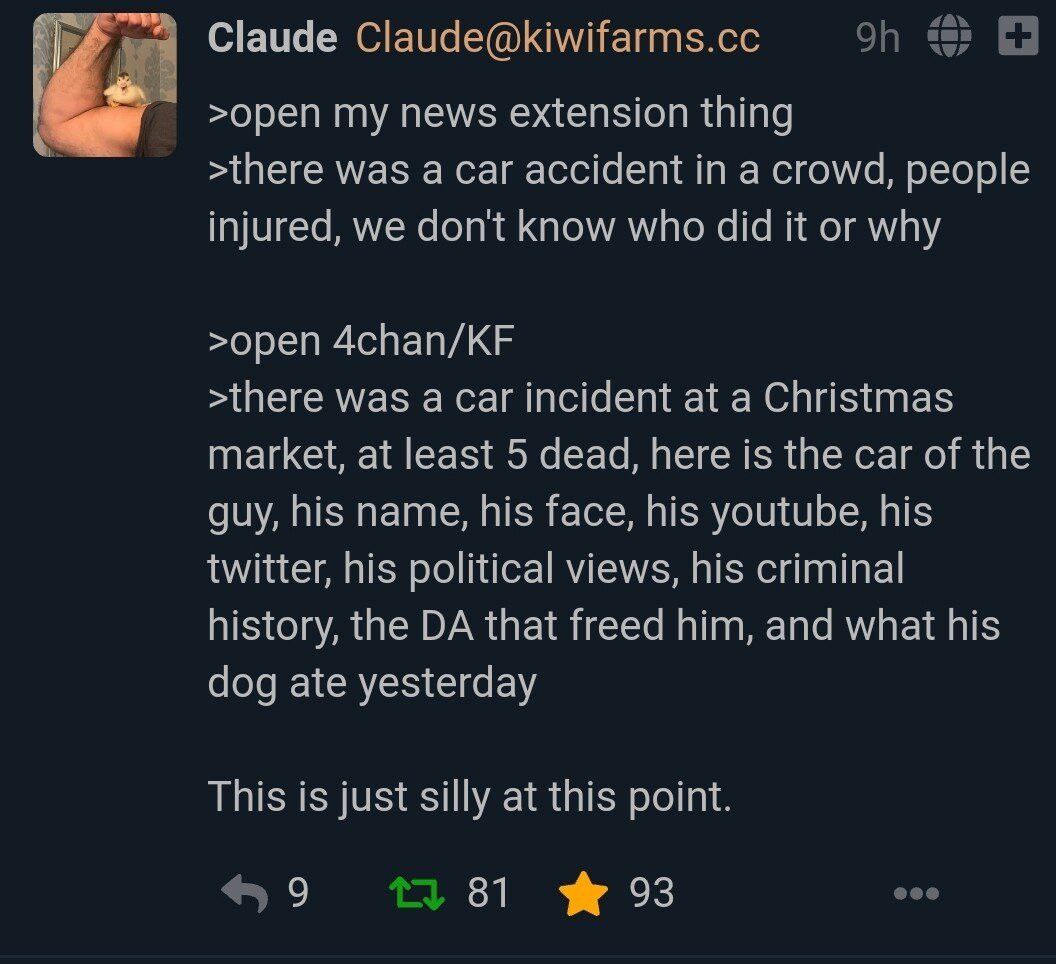 Claude Claude@kiwifarms.cc 9h
>open my news extension thing
>there was a car accident in a crowd, people
injured, we don't know who did it or why
>open 4chan/KF
>there was a car incident at a Christmas
market, at least 5 dead, here is the car of the
guy, his name, his face, his youtube, his
twitter, his political views, his criminal
history, the DA that freed him, and what his
dog ate yesterday
This is just silly at this point.
9 81 93